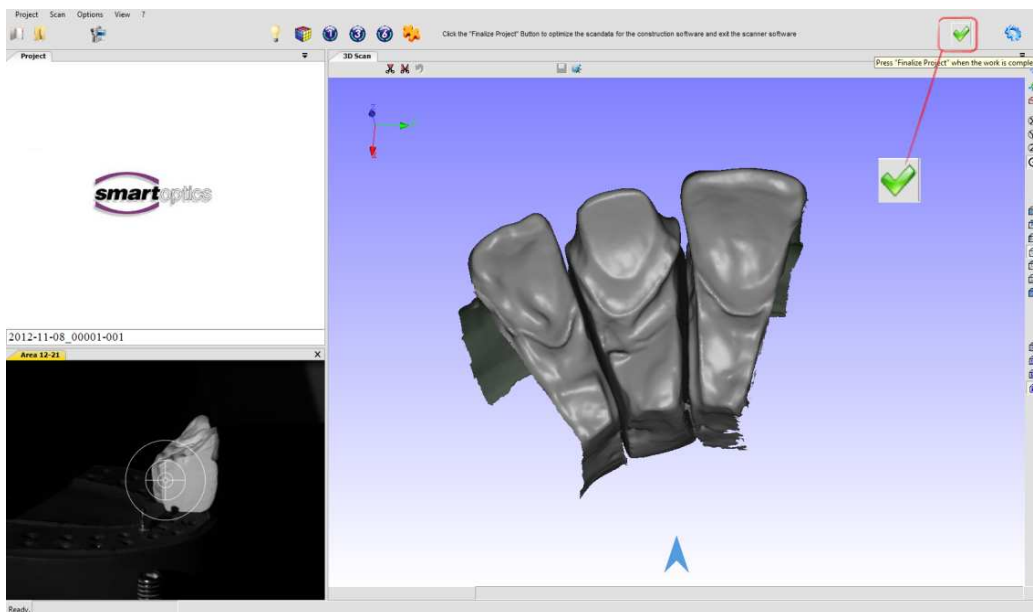 Project Scan Options View ?
Click the "Finalize Project" Button to optimize the scandata for the construction software and exit the scanner software
Project
3D Scan
Press "Finalize Project" when the work is comple
smartoptics
2012-11-08_00001-001
Area 12-21
X
Ready.